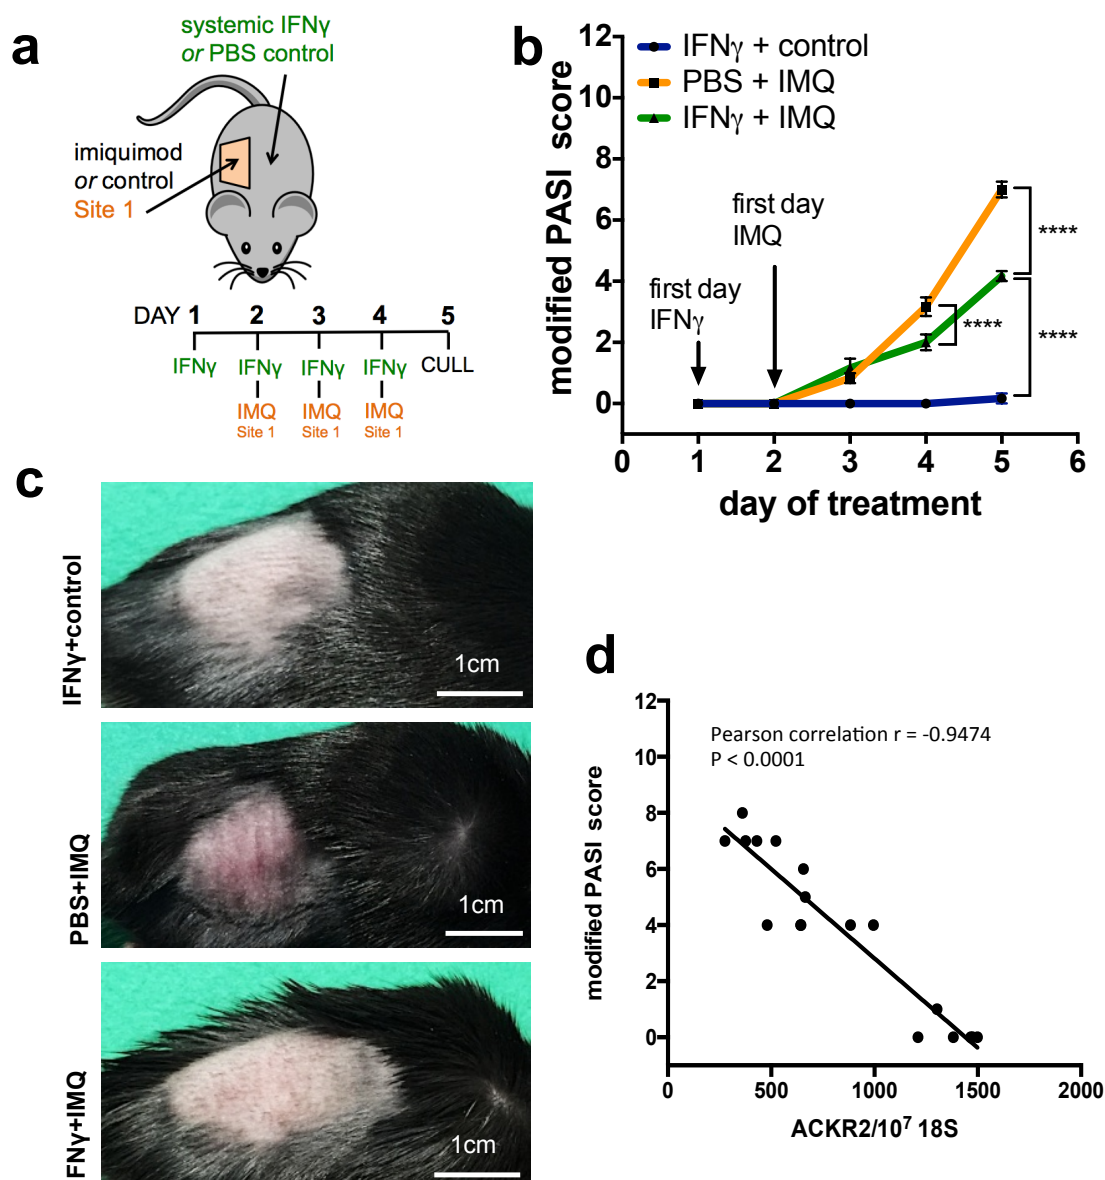 a
systemic IFNγ
or PBS control
imiquimod
or control
Site 1
DAY 1 2 3 4 5
IFNγ IFNγ IFNγ IFNγ CULL
IMQ IMQ IMQ
Site 1 Site 1 Site 1
b
modified PASI score
12
10
8
6
4
2
0
IFNγ + control
PBS + IMQ
IFNγ + IMQ
first day
IMQ
first day
IFNγ
****
****
****
0 1 2 3 4 5 6
day of treatment
c
IFNγ+control
1cm
PBS+IMQ
1cm
FNγ+IMQ
1cm
d
modified PASI score
12
10
8
6
4
2
0
Pearson correlation r = -0.9474
P < 0.0001
0 500 1000 1500 2000
ACKR2/10⁷ 18S